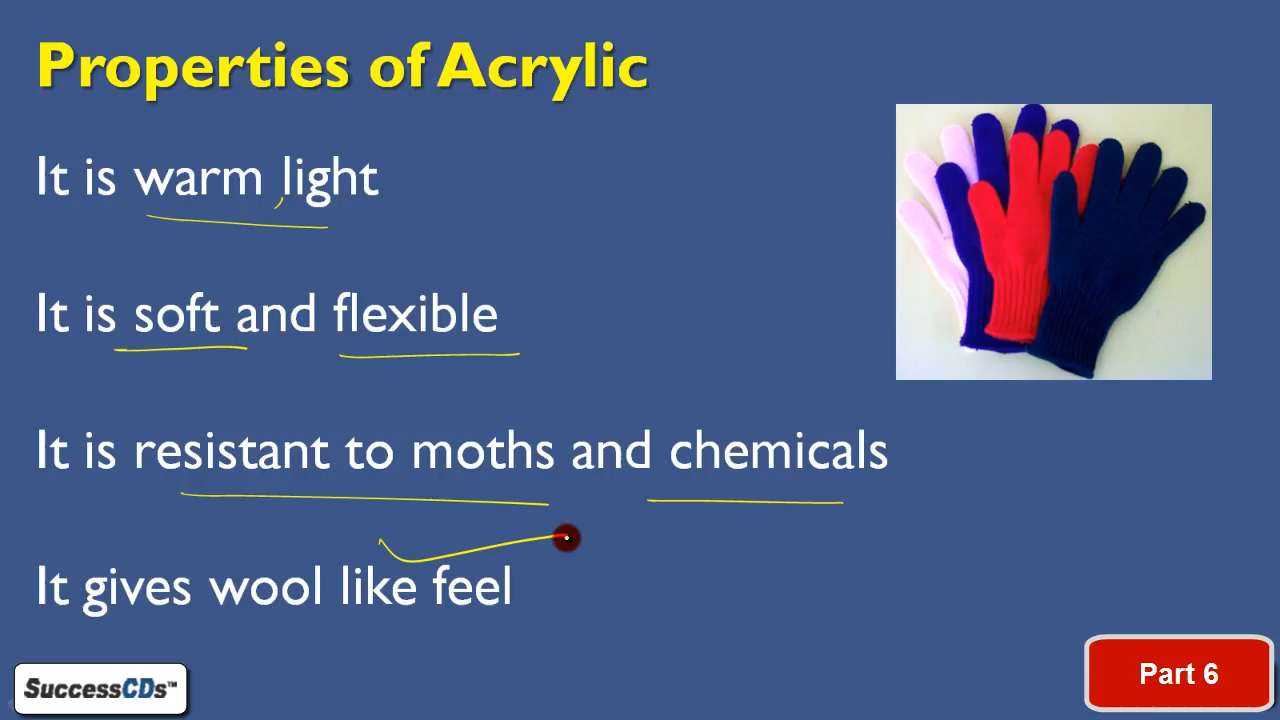 Properties of Acrylic
It is warm ,light
It is soft and flexible
It is resistant to moths and chemicals
It gives wool like feel
SuccessCDs™
Part 6